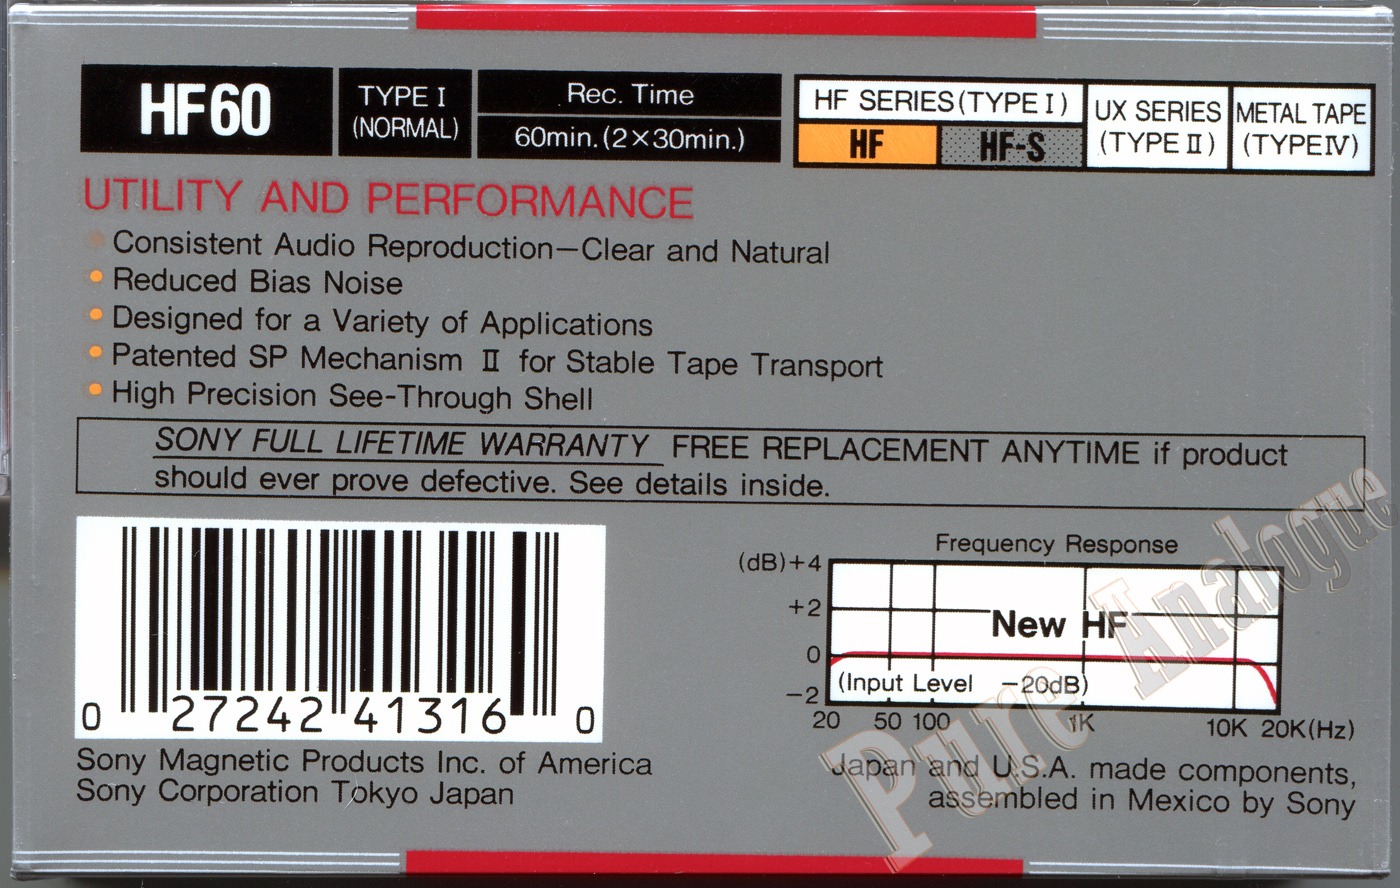 HF60
TYPE I
(NORMAL)
Rec. Time
60min.(2×30min.)
HF SERIES(TYPE I)
HF
HF-S
UX SERIES
(TYPE II)
METAL TAPE
(TYPE IV)
UTILITY AND PERFORMANCE
• Consistent Audio Reproduction—Clear and Natural
• Reduced Bias Noise
• Designed for a Variety of Applications
• Patented SP Mechanism II for Stable Tape Transport
• High Precision See-Through Shell
SONY FULL LIFETIME WARRANTY FREE REPLACEMENT ANYTIME if product
should ever prove defective. See details inside.
0 27242 41316 0
Sony Magnetic Products Inc. of America
Sony Corporation Tokyo Japan
Frequency Response
(dB)+4
+2
0
−2
New HF
(Input Level −20dB)
20 50 100 1K 10K 20K(Hz)
Japan and U.S.A. made components,
assembled in Mexico by Sony
Pure Analogue